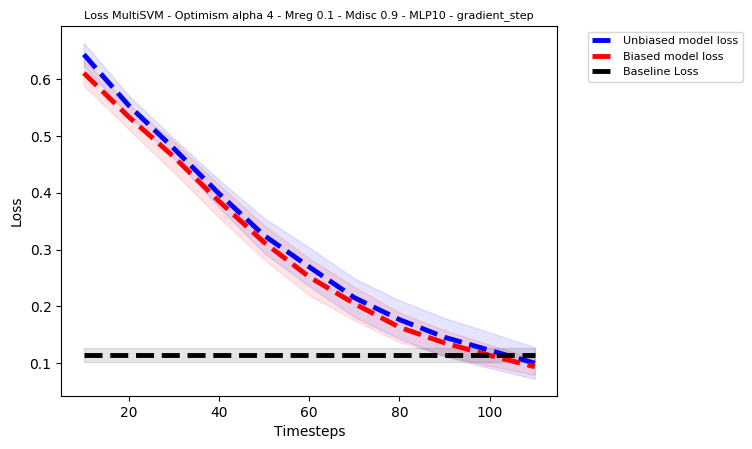 Loss MultiSVM - Optimism alpha 4 - Mreg 0.1 - Mdisc 0.9 - MLP10 - gradient_step
Unbiased model loss
Biased model loss
Baseline Loss
Loss
0.6
0.5
0.4
0.3
0.2
0.1
20 40 60 80 100
Timesteps